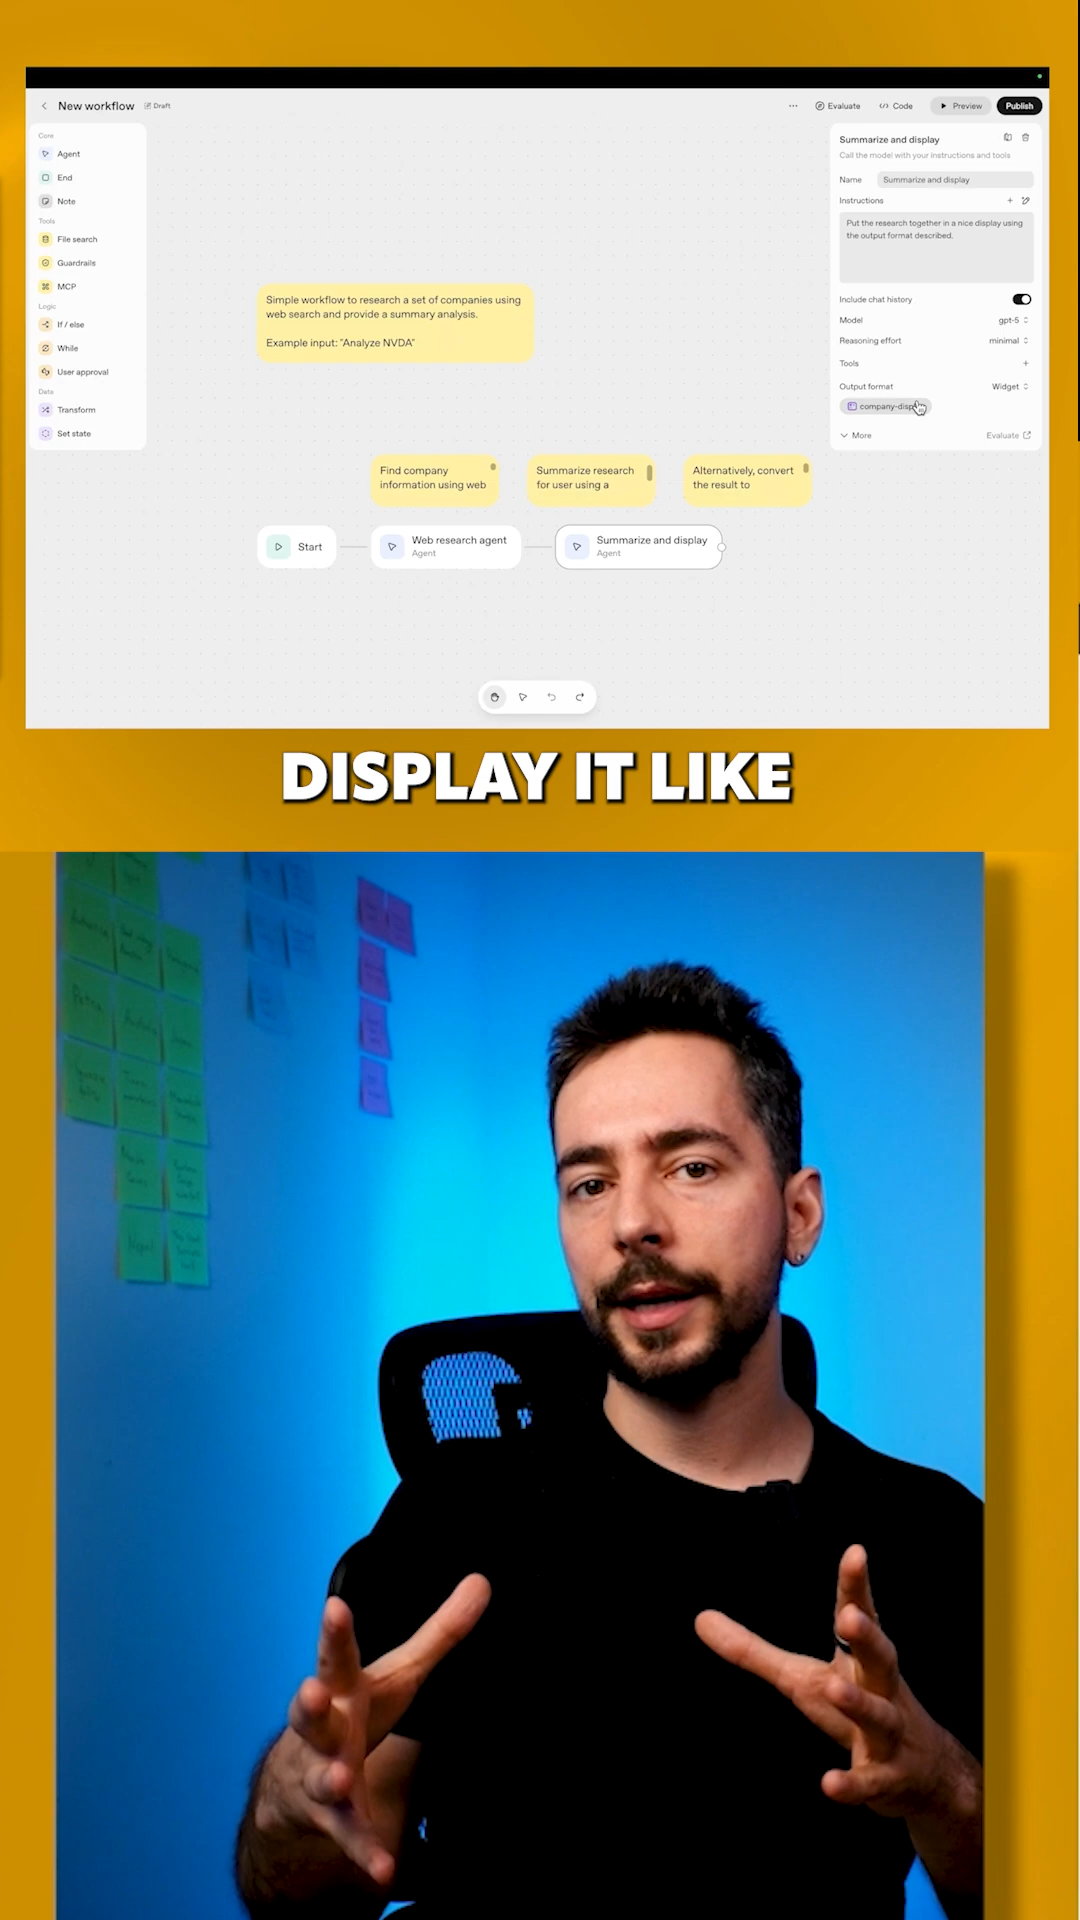 New workflow
Draft
Evaluate
Code
Preview
Publish
Core
Agent
End
Note
Tools
File search
Guardrails
MCP
Logic
If / else
While
User approval
Data
Transform
Set state
Simple workflow to research a set of companies using
web search and provide a summary analysis.
Example input: "Analyze NVDA"
Find company
information using web
Summarize research
for user using a
Alternatively, convert
the result to
Start
Web research agent
Agent
Summarize and display
Agent
Summarize and display
Call the model with your instructions and tools
Name
Summarize and display
Instructions
Put the research together in a nice display using
the output format described.
Include chat history
Model
gpt-5
Reasoning effort
minimal
Tools
Output format
Widget
More
Evaluate
DISPLAY IT LIKE